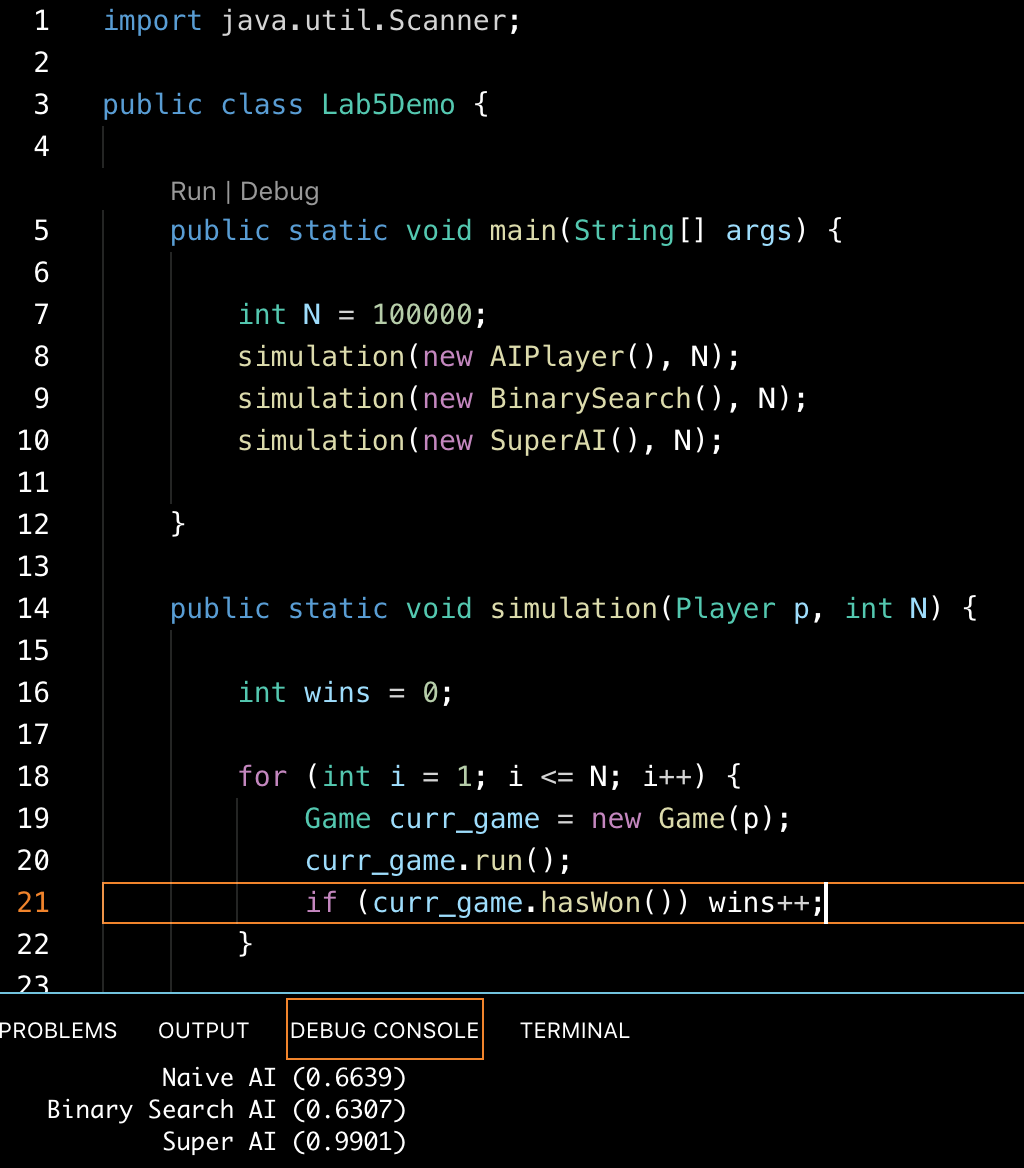 1 import java.util.Scanner;
2
3 public class Lab5Demo {
4
Run | Debug
5 public static void main(String[] args) {
6
7 int N = 100000;
8 simulation(new AIPlayer(), N);
9 simulation(new BinarySearch(), N);
10 simulation(new SuperAI(), N);
11
12 }
13
14 public static void simulation(Player p, int N) {
15
16 int wins = 0;
17
18 for (int i = 1; i <= N; i++) {
19 Game curr_game = new Game(p);
20 curr_game.run();
21 if (curr_game.hasWon()) wins++;
22 }
23
PROBLEMS OUTPUT DEBUG CONSOLE TERMINAL
Naive AI (0.6639)
Binary Search AI (0.6307)
Super AI (0.9901)